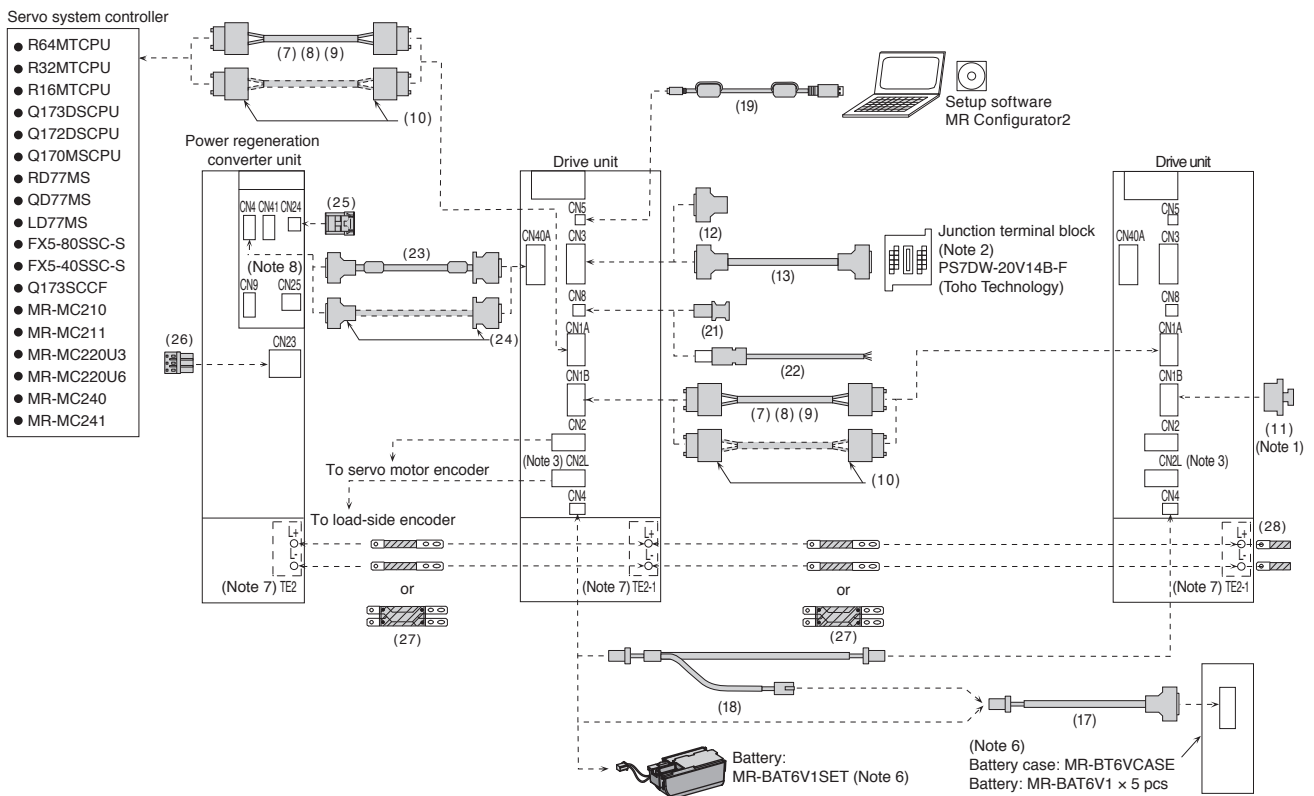 Servo system controller
● R64MTCPU
● R32MTCPU
● R16MTCPU
● Q173DSCPU
● Q172DSCPU
● Q170MSCPU
● RD77MS
● QD77MS
● LD77MS
● FX5-80SSC-S
● FX5-40SSC-S
● Q173SCCF
● MR-MC210
● MR-MC211
● MR-MC220U3
● MR-MC220U6
● MR-MC240
● MR-MC241
(7) (8) (9)
(10)
(19)
Setup software
MR Configurator2
Power regeneration
converter unit
CN4 CN41 CN24
(25)
(Note 8)
CN9 CN25
(26)
CN23
(23)
(24)
(Note 7) TE2
L+
L-
Drive unit
CN5
CN40A CN3
CN8
CN1A
CN1B
CN2
(Note 3) CN2L
CN4
To servo motor encoder
To load-side encoder
L+
L-
(Note 7) TE2-1
(12)
(13)
Junction terminal block
(Note 2)
PS7DW-20V14B-F
(Toho Technology)
(21)
(22)
(7) (8) (9)
(10)
Drive unit
CN5
CN40A CN3
CN8
CN1A
CN1B
CN2
CN2L (Note 3)
CN4
(11)
(Note 1)
L+
L-
(28)
(Note 7) TE2-1
or
(27)
or
(27)
(18)
(17)
Battery:
MR-BAT6V1SET (Note 6)
(Note 6)
Battery case: MR-BT6VCASE
Battery: MR-BAT6V1 × 5 pcs